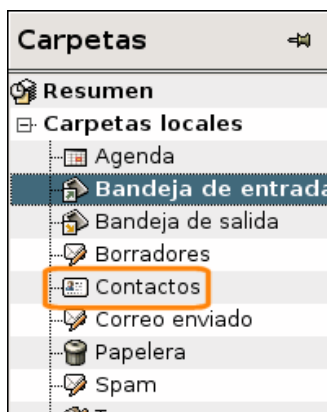 Carpetas
Resumen
Carpetas locales
Agenda
Bandeja de entrada
Bandeja de salida
Borradores
Contactos
Correo enviado
Papelera
Spam